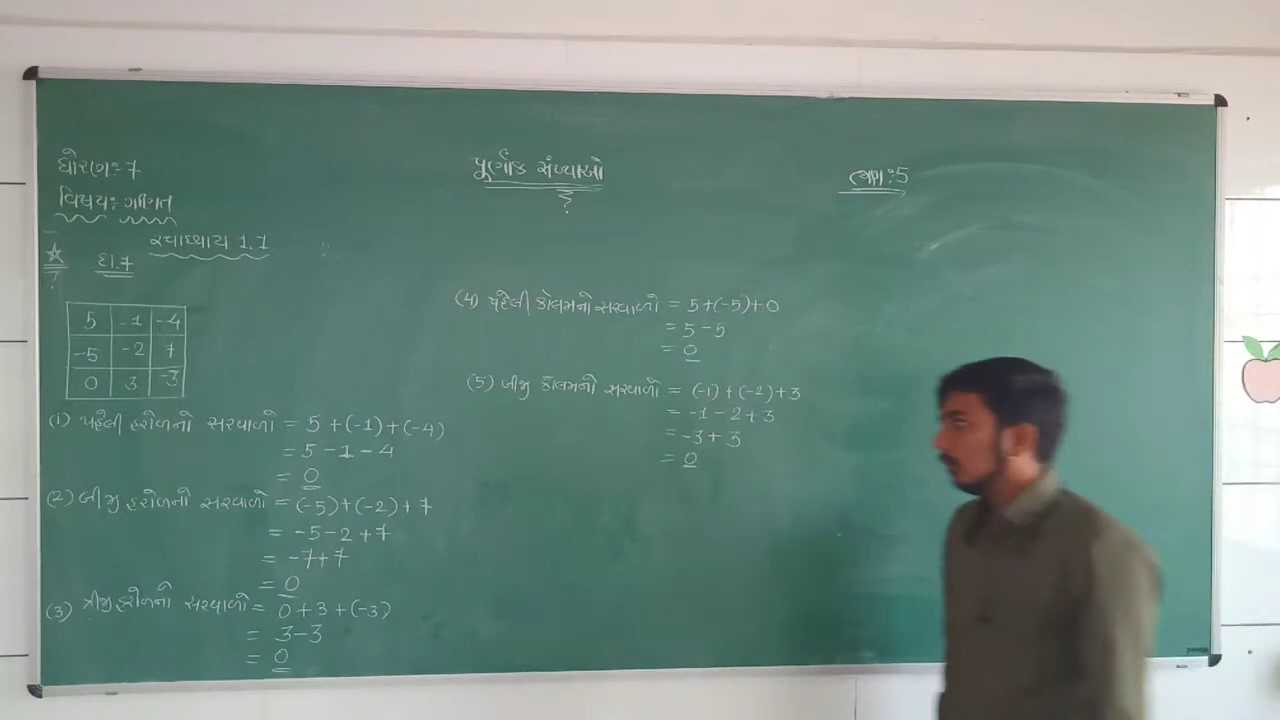 ધોરણ:7
વિષય: ગણિત
પૂર્ણાંક સંખ્યાઓ
ભાગ:5
સ્વાધ્યાય 1.1
દા.7
5 -1 -4
-5 -2 7
0 3 -3
(1) પહેલી હરોળનો સરવાળો = 5 + (-1) + (-4)
= 5 - 1 - 4
= 0
(2) બીજી હરોળનો સરવાળો = (-5) + (-2) + 7
= -5 - 2 + 7
= -7 + 7
= 0
(3) ત્રીજી હરોળનો સરવાળો = 0 + 3 + (-3)
= 3 - 3
= 0
(4) પહેલી કોલમનો સરવાળો = 5 + (-5) + 0
= 5 - 5
= 0
(5) બીજી કોલમનો સરવાળો = (-1) + (-2) + 3
= -1 - 2 + 3
= -3 + 3
= 0